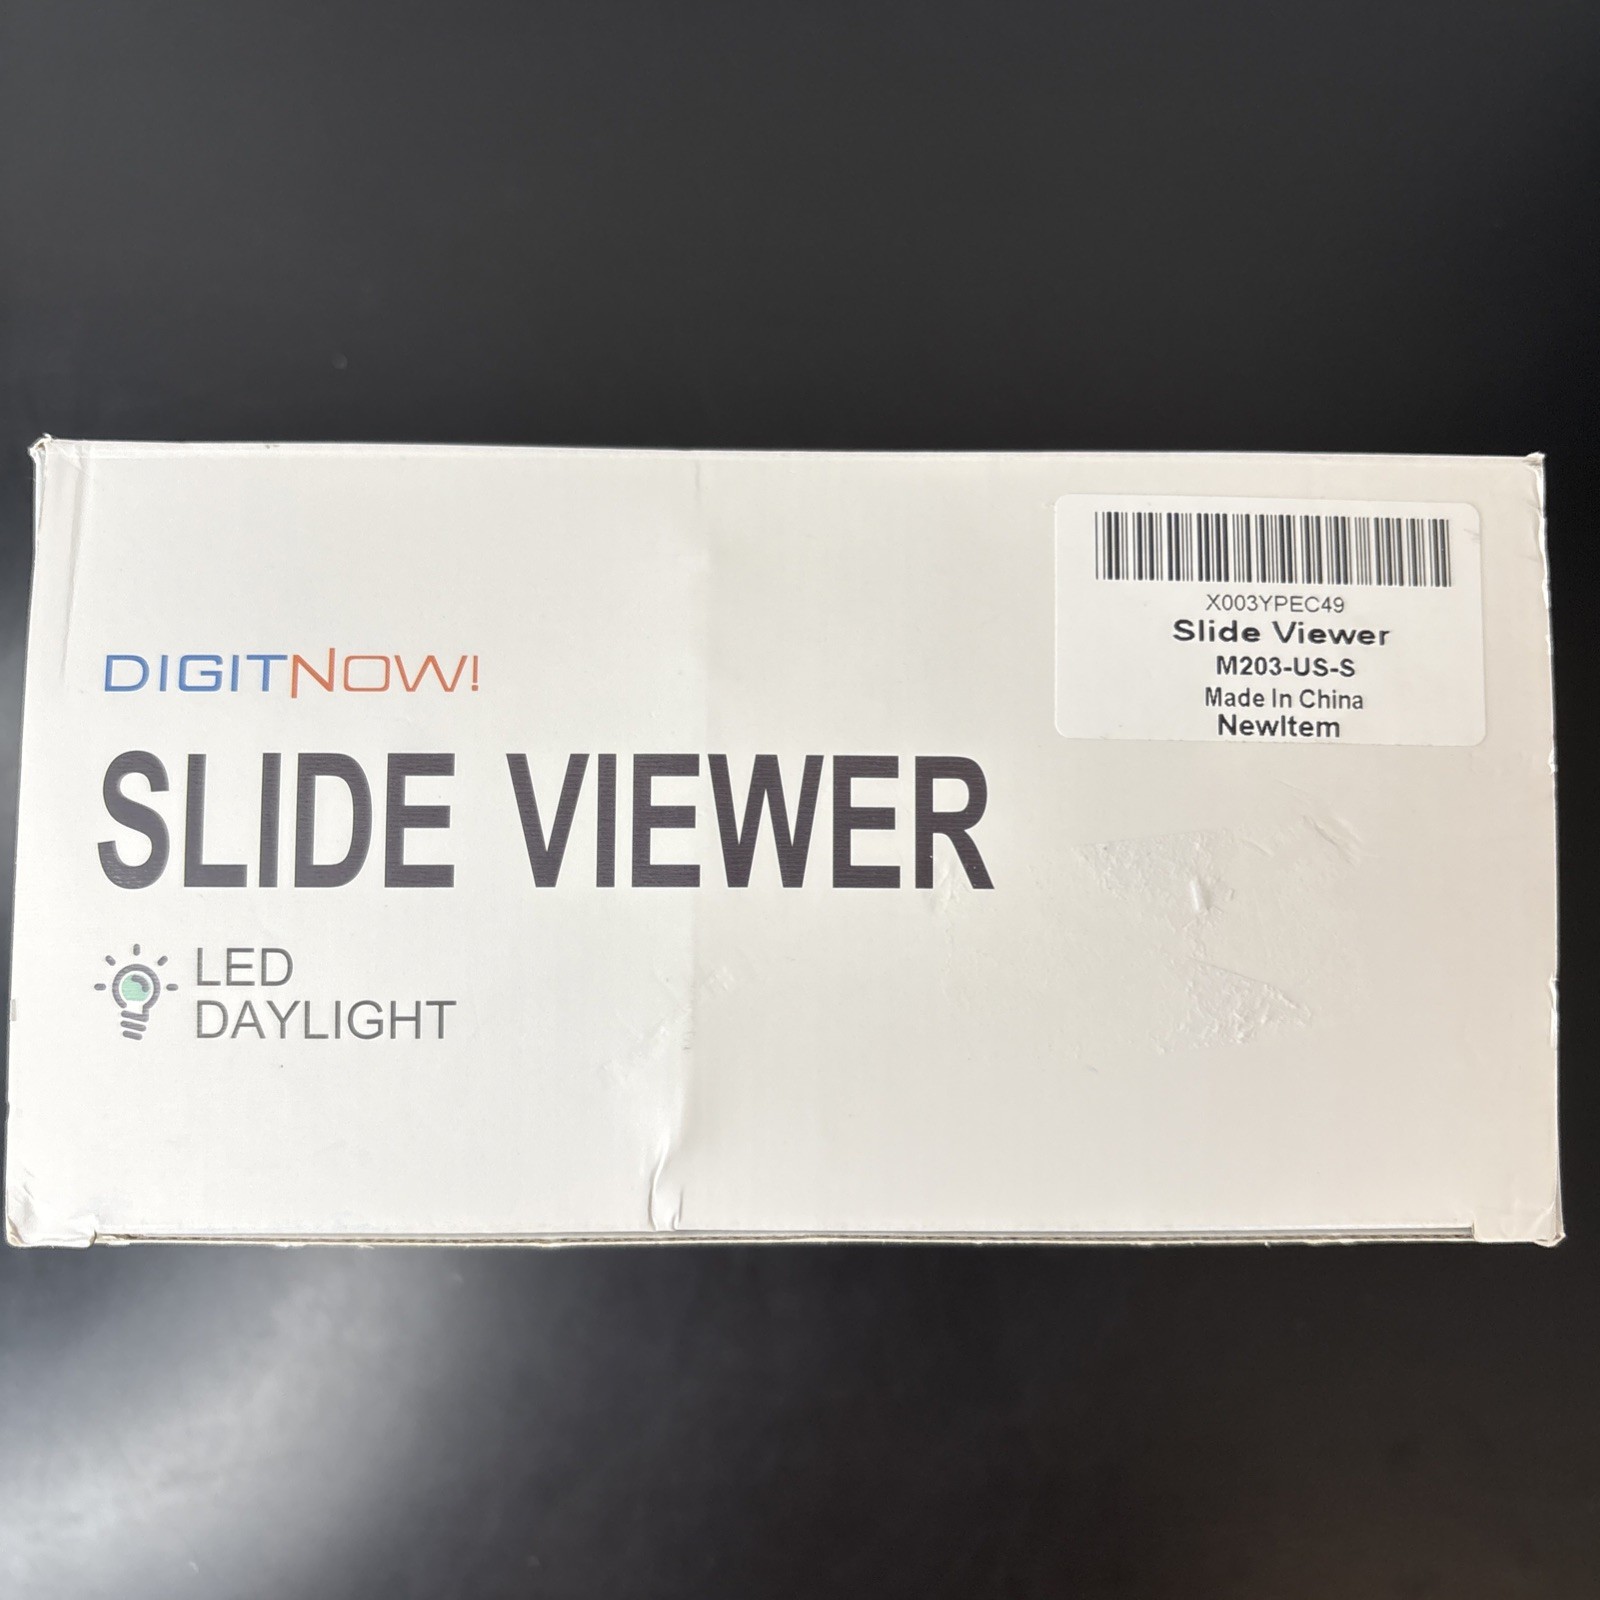 X003YPEC49
Slide Viewer
M203-US-S
Made In China
NewItem
DIGITNOW!
SLIDE VIEWER
LED
DAYLIGHT